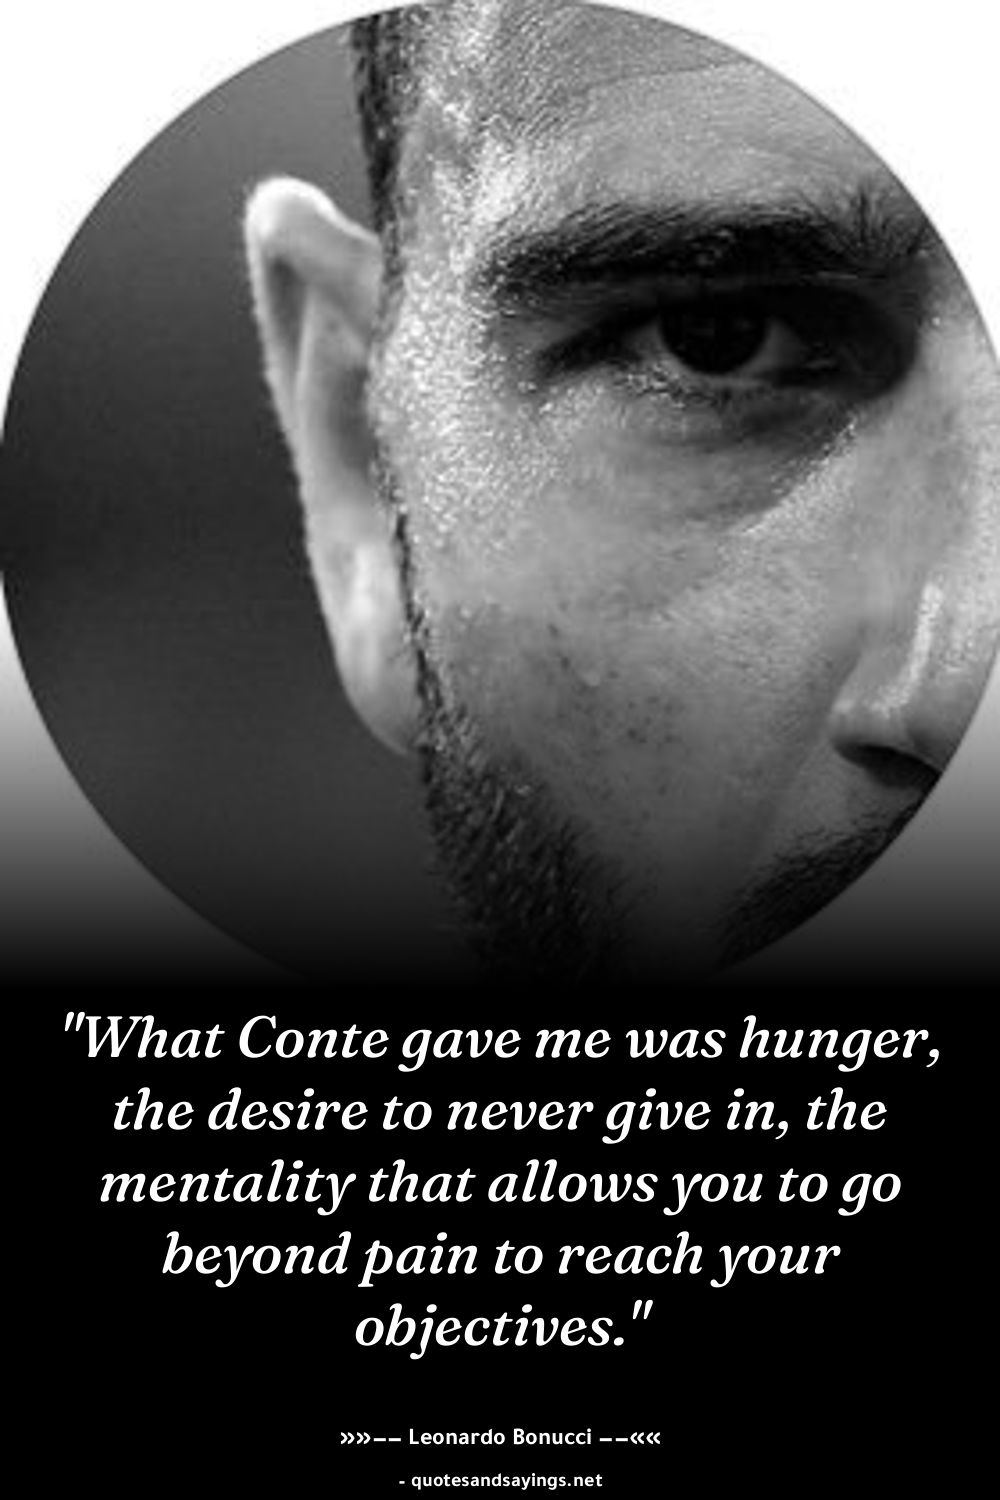 "What Conte gave me was hunger,
the desire to never give in, the
mentality that allows you to go
beyond pain to reach your
objectives."
»»–– Leonardo Bonucci ––««
- quotesandsayings.net